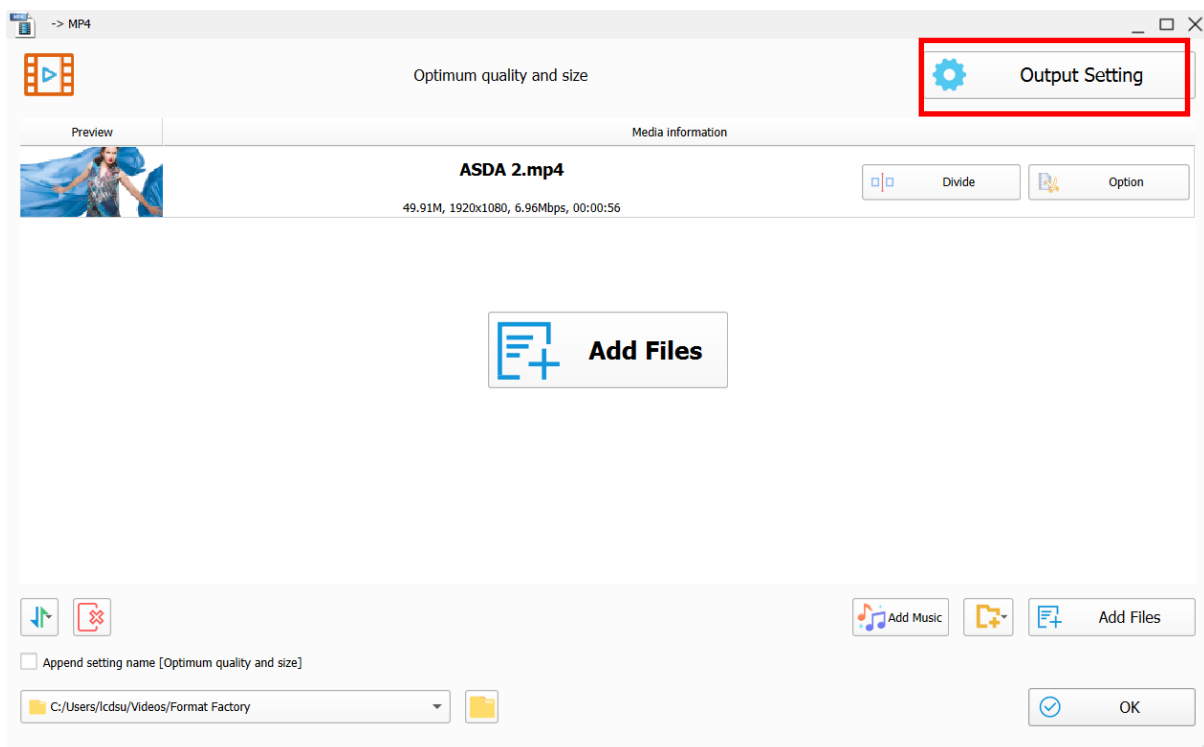 -> MP4
Optimum quality and size
Output Setting
Preview
Media information
ASDA 2.mp4
49.91M, 1920x1080, 6.96Mbps, 00:00:56
Divide
Option
Add Files
Add Music
Add Files
Append setting name [Optimum quality and size]
C:/Users/lcdsu/Videos/Format Factory
OK